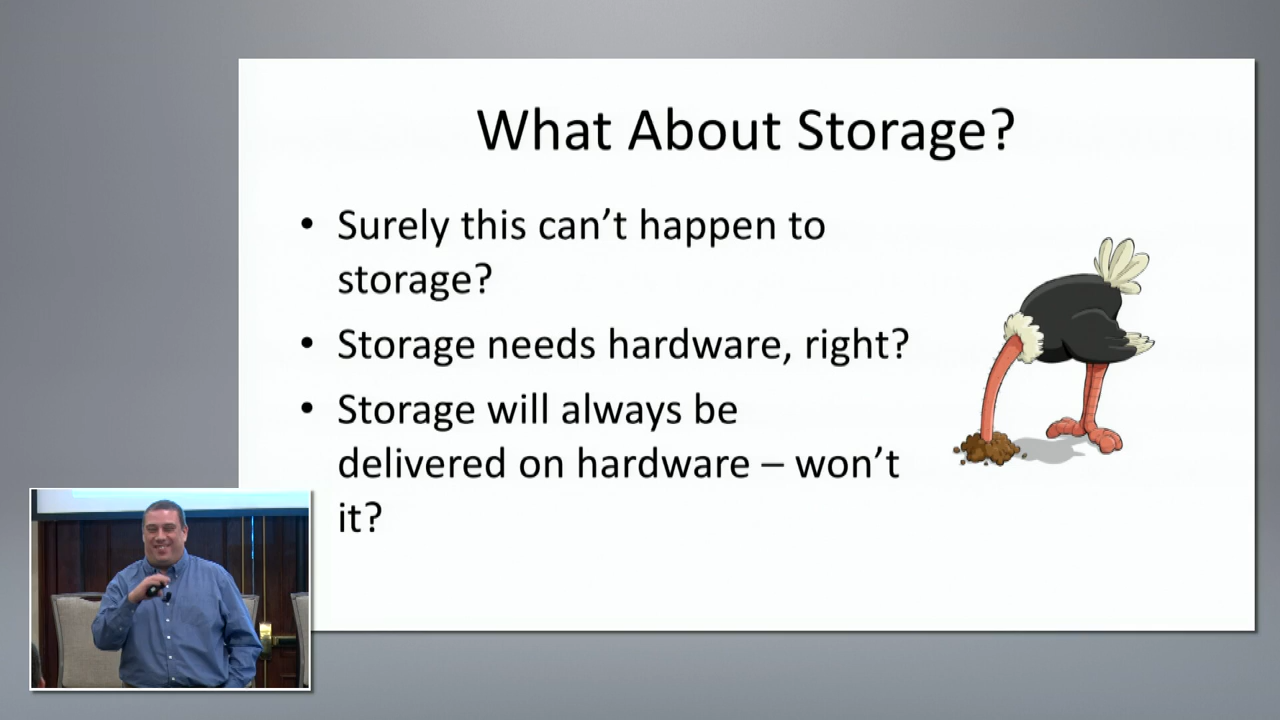 What About Storage?
• Surely this can’t happen to
storage?
• Storage needs hardware, right?
• Storage will always be
delivered on hardware – won’t
it?